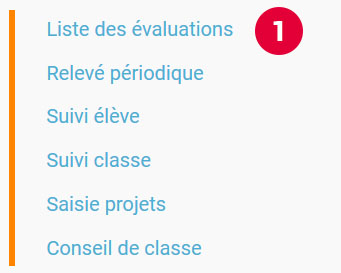 Liste des évaluations 1
Relevé périodique
Suivi élève
Suivi classe
Saisie projets
Conseil de classe